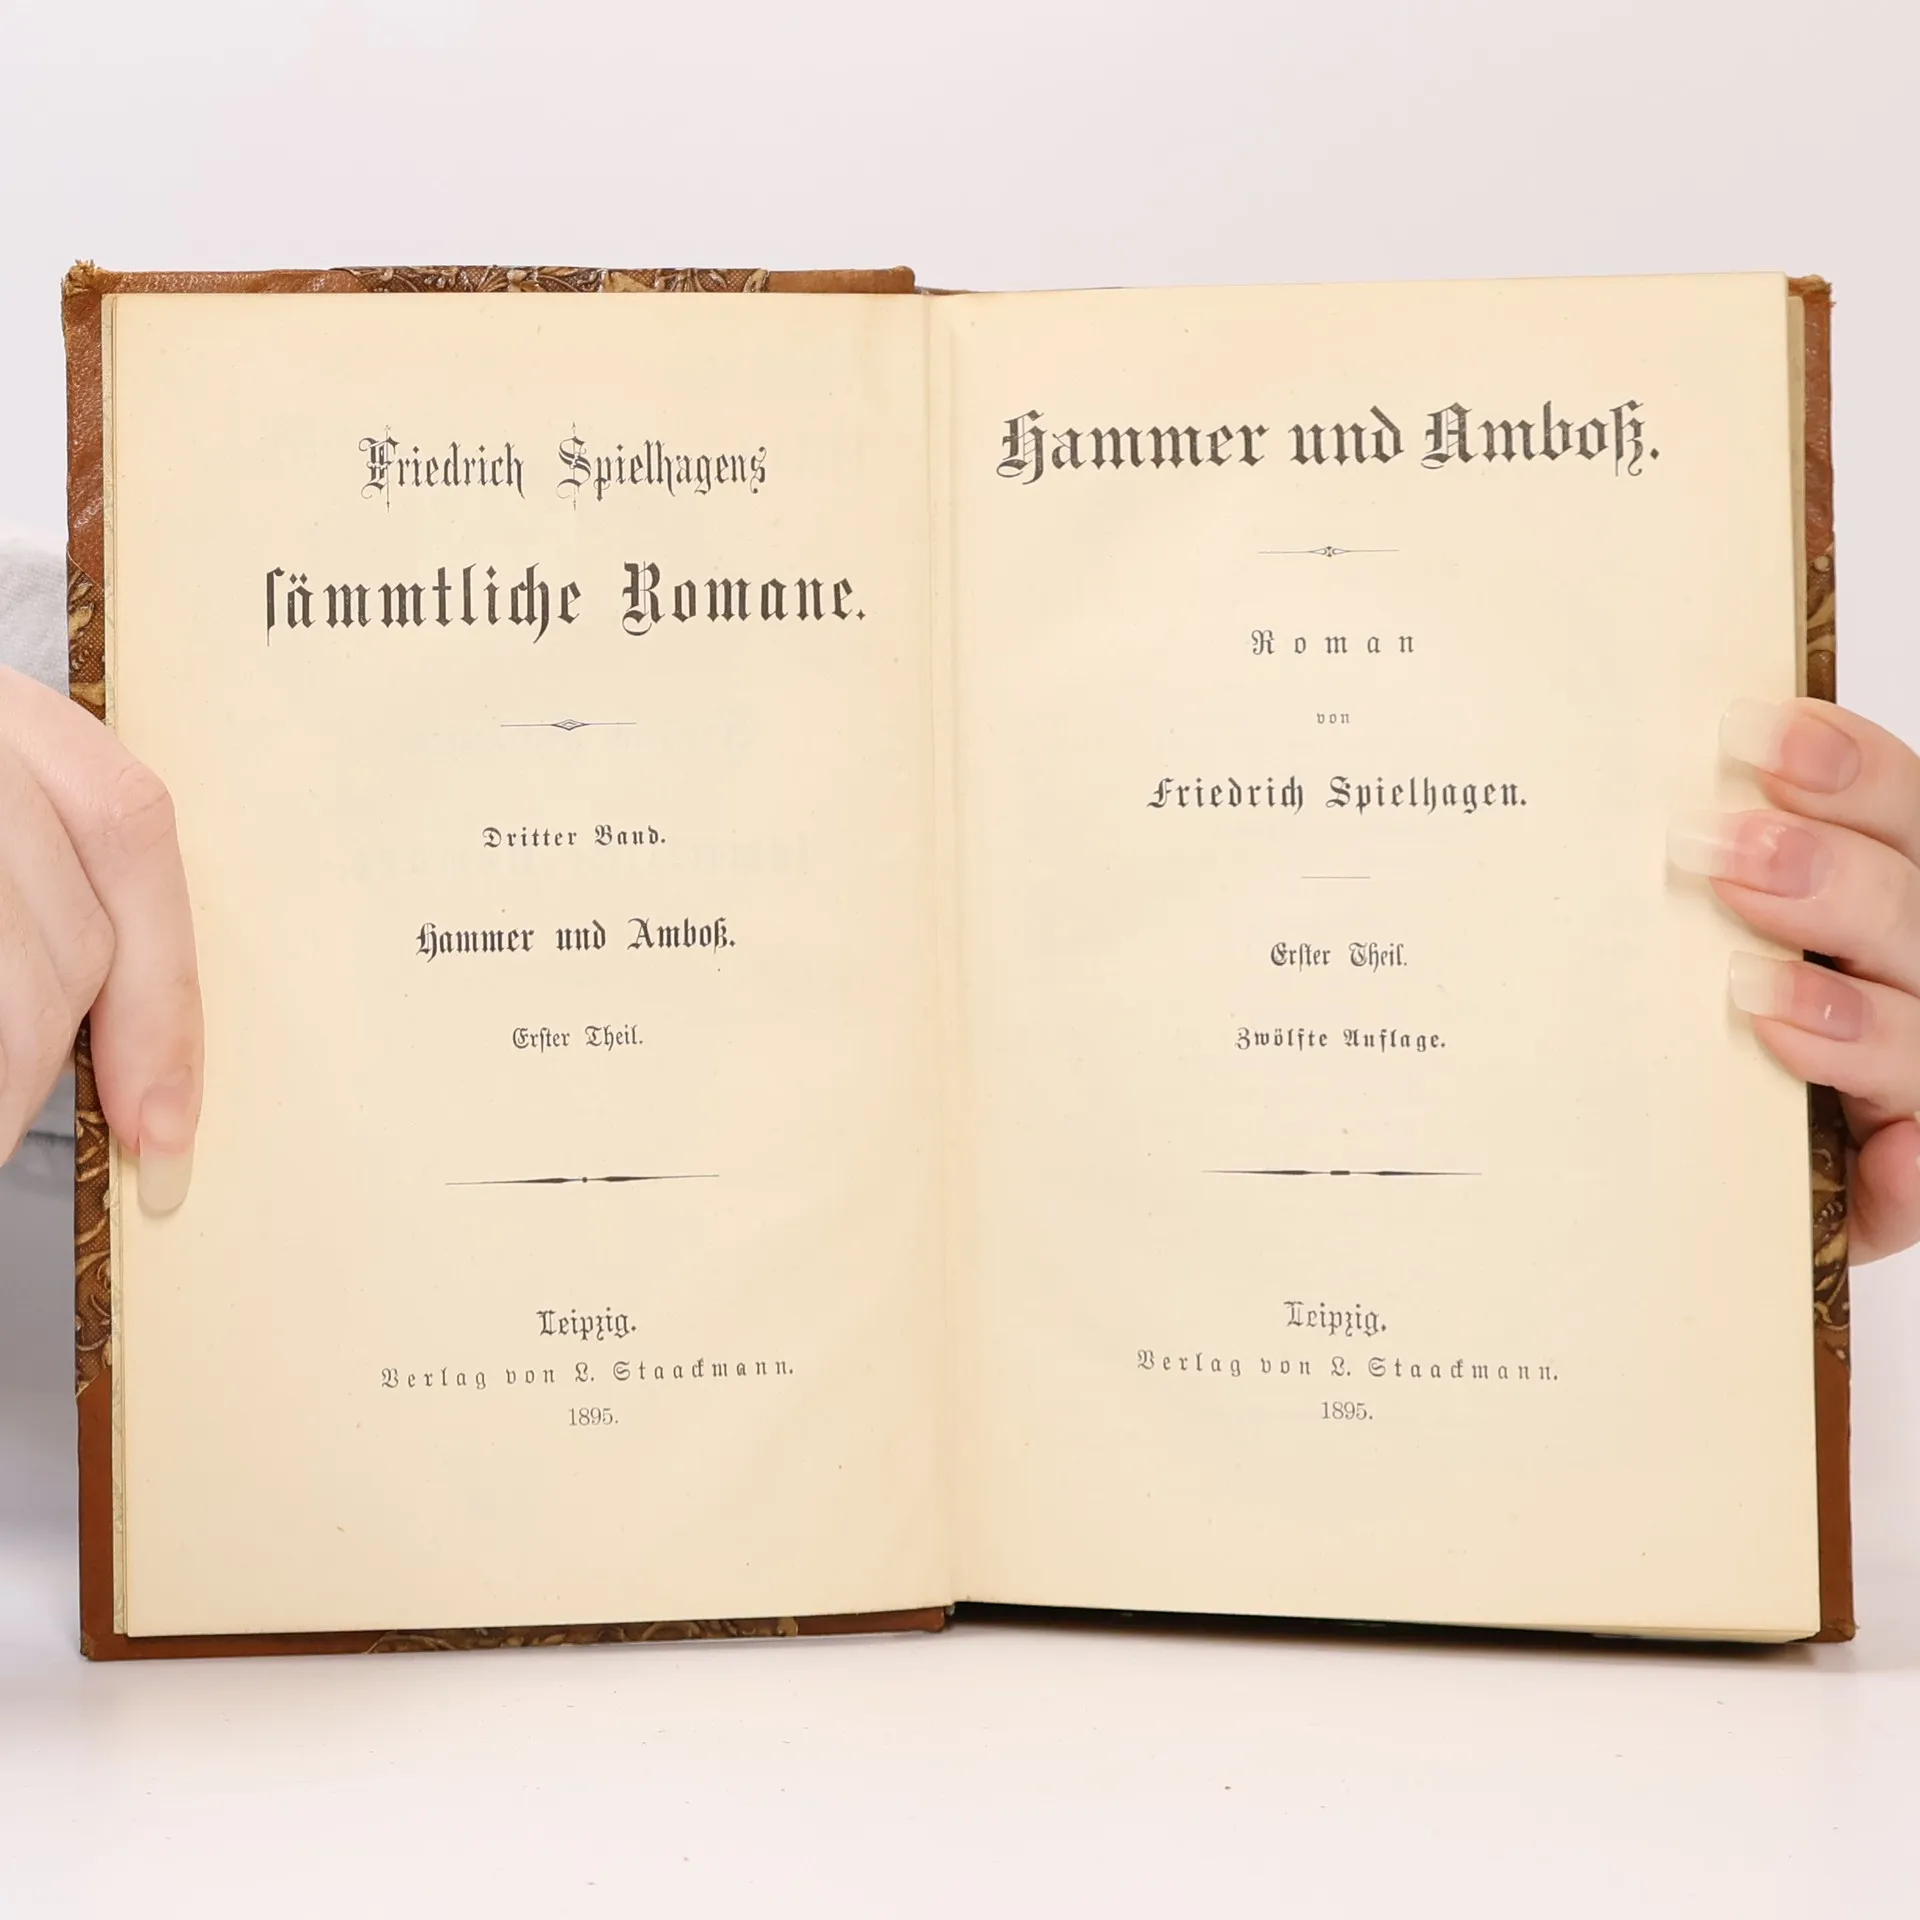 Friedrich Spielhagens
sämmtliche Romane.
Dritter Band.
Hammer und Amboß.
Erster Theil.
Leipzig.
Verlag von L. Staackmann.
1895.
Hammer und Amboß.
Roman
von
Friedrich Spielhagen.
Erster Theil.
Zwölfte Auflage.
Leipzig.
Verlag von L. Staackmann.
1895.